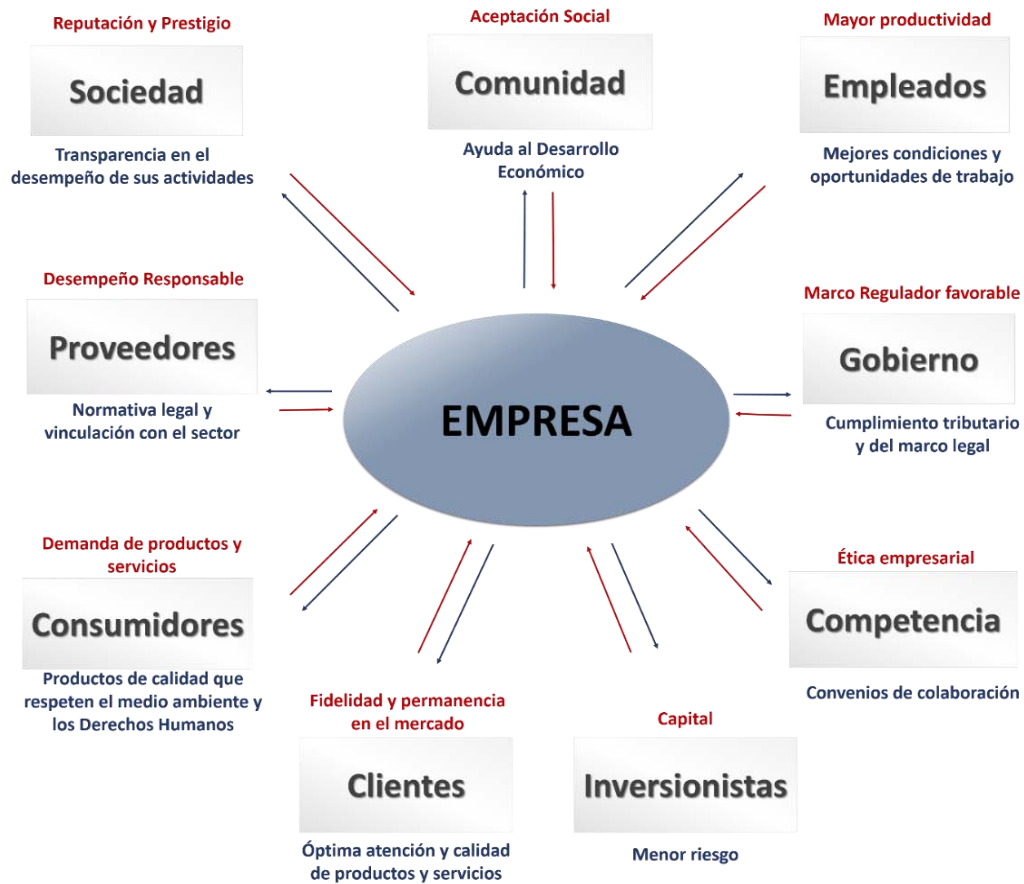 Reputación y Prestigio
Sociedad
Transparencia en el
desempeño de sus actividades
Aceptación Social
Comunidad
Ayuda al Desarrollo
Económico
Mayor productividad
Empleados
Mejores condiciones y
oportunidades de trabajo
Desempeño Responsable
Proveedores
Normativa legal y
vinculación con el sector
EMPRESA
Marco Regulador favorable
Gobierno
Cumplimiento tributario
y del marco legal
Demanda de productos y
servicios
Consumidores
Productos de calidad que
respeten el medio ambiente y
los Derechos Humanos
Ética empresarial
Competencia
Convenios de colaboración
Fidelidad y permanencia
en el mercado
Clientes
Óptima atención y calidad
de productos y servicios
Capital
Inversionistas
Menor riesgo